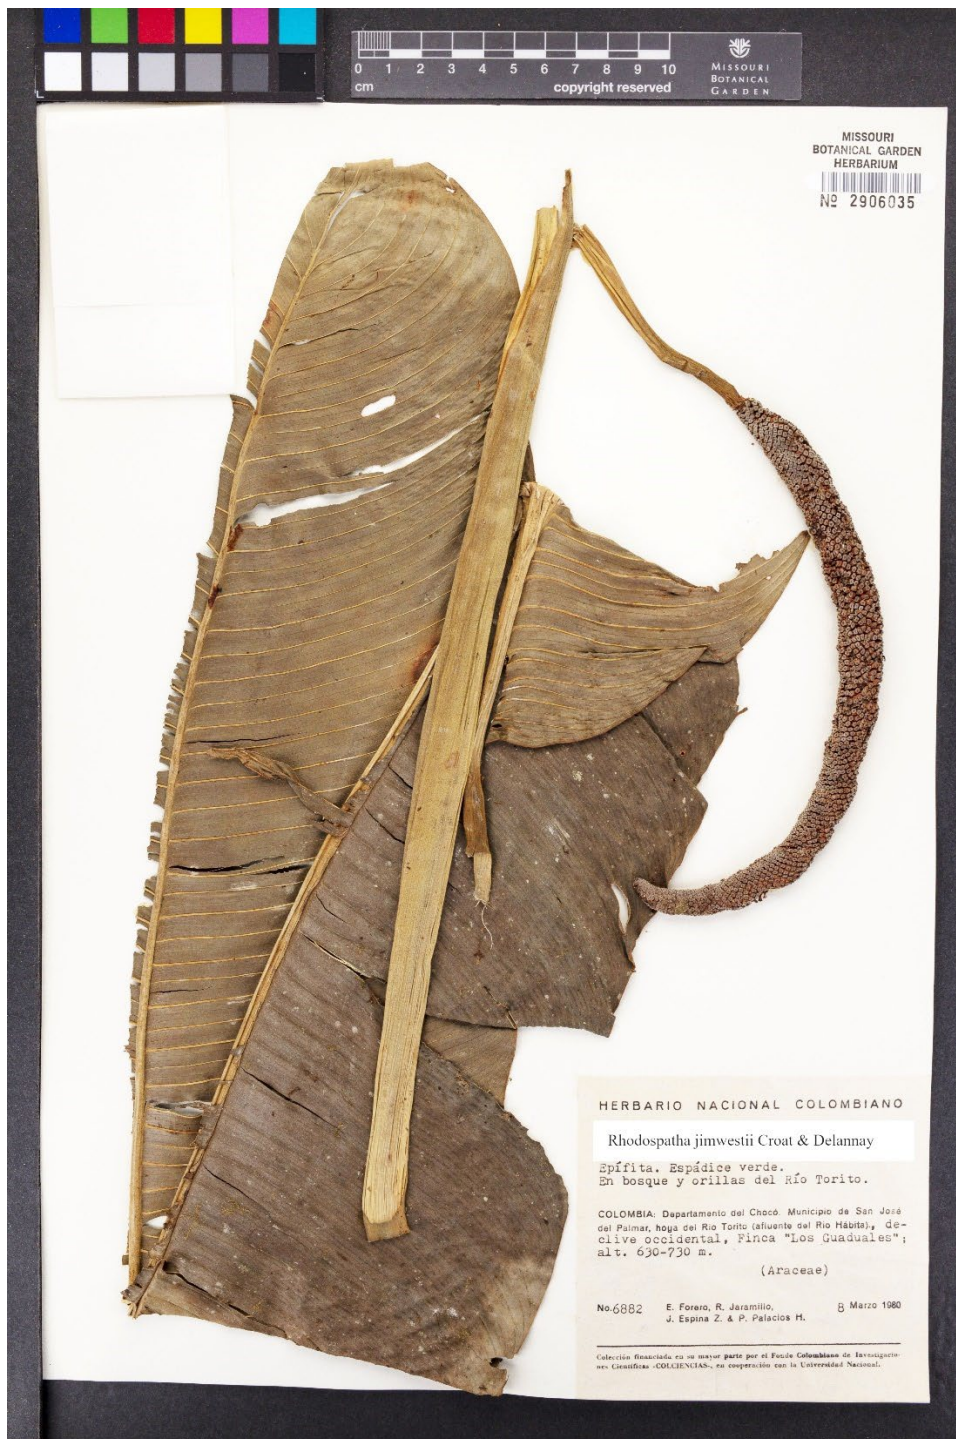 0 1 2 3 4 5 6 7 8 9 10
cm copyright reserved
MISSOURI
BOTANICAL
GARDEN
MISSOURI
BOTANICAL GARDEN
HERBARIUM
Nº 2906035
HERBARIO NACIONAL COLOMBIANO
Rhodospatha jimwestii Croat & Delannay
Epífita. Espádice verde.
En bosque y orillas del Río Torito.
COLOMBIA: Departamento del Chocó. Municipio de San José
del Palmar, hoya del Rio Torito (afluente del Rio Hábita)., de-
clive occidental, Finca "Los Guaduales";
alt. 630-730 m.
(Araceae)
No. 6882 E. Forero, R. Jaramillo, 8 Marzo 1980
J. Espina Z. & P. Palacios H.
Colección financiada en su mayor parte por el Fondo Colombiano de Investigacio-
nes Científicas «COLCIENCIAS», en cooperación con la Universidad Nacional.